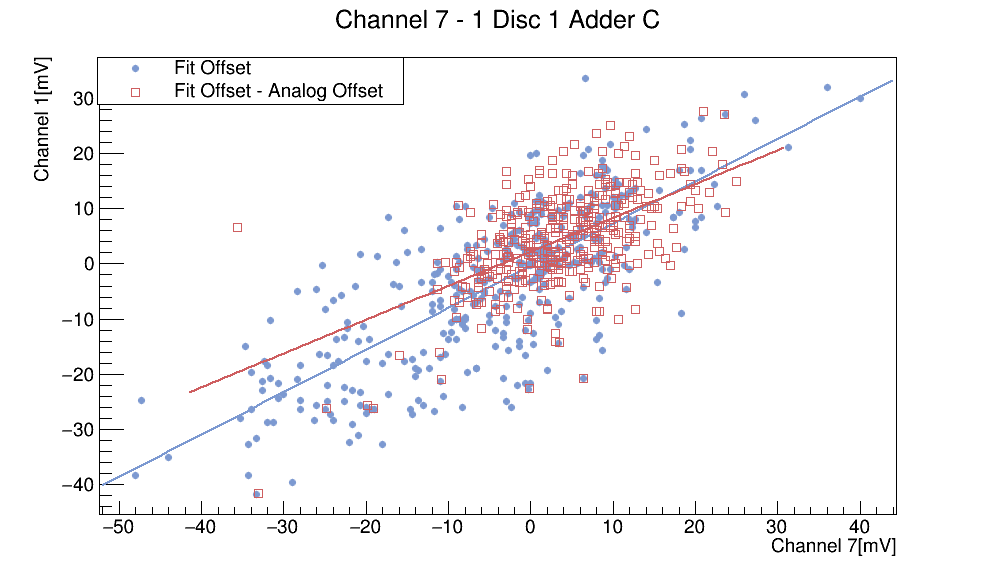 Channel 7 - 1 Disc 1 Adder C
Channel 1[mV]
Fit Offset
Fit Offset - Analog Offset
30
20
10
0
−10
−20
−30
−40
−50 −40 −30 −20 −10 0 10 20 30 40
Channel 7[mV]